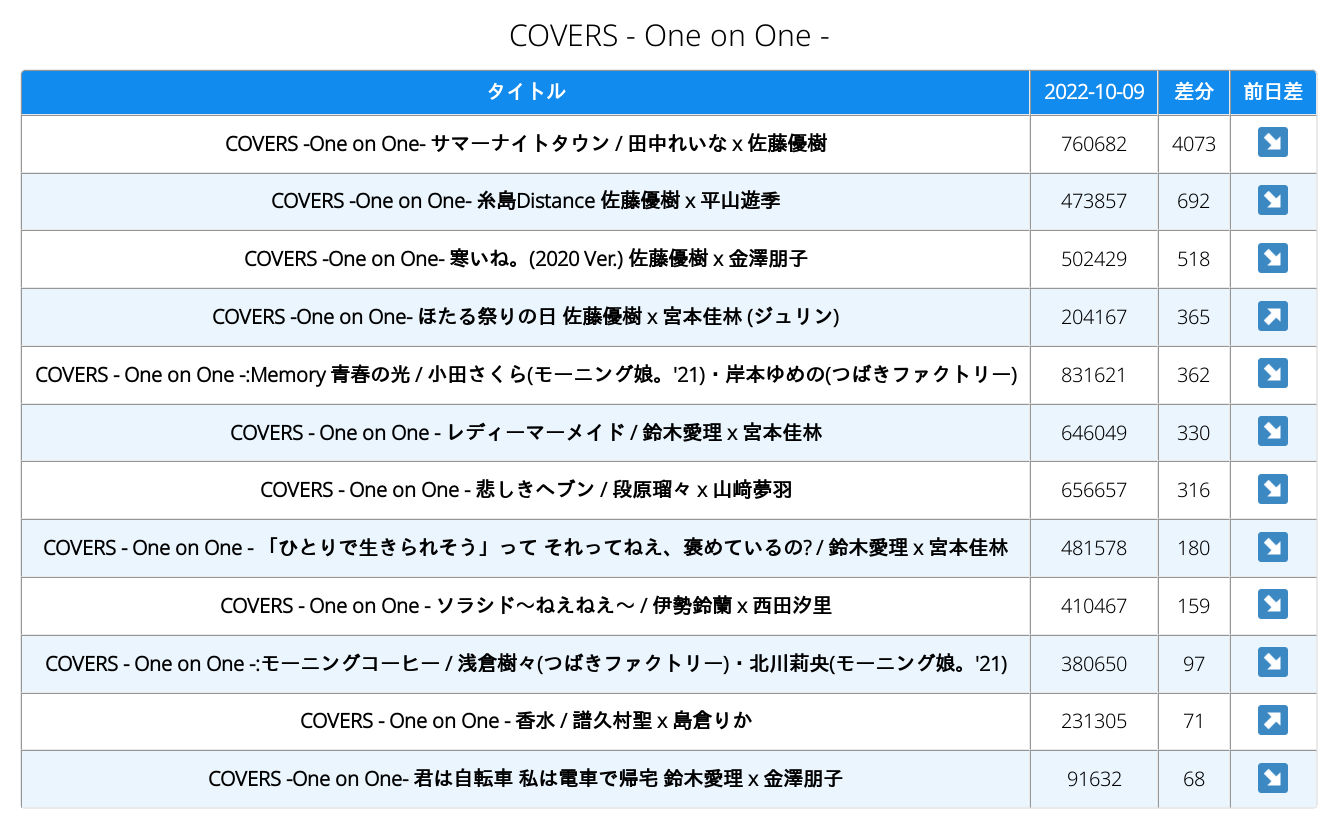 COVERS - One on One -
タイトル 2022-10-09 差分 前日差
COVERS -One on One- サマーナイトタウン / 田中れいな x 佐藤優樹 760682 4073 ↘
COVERS -One on One- 糸島Distance 佐藤優樹 x 平山遊季 473857 692 ↘
COVERS -One on One- 寒いね。(2020 Ver.) 佐藤優樹 x 金澤朋子 502429 518 ↘
COVERS -One on One- ほたる祭りの日 佐藤優樹 x 宮本佳林 (ジュリン) 204167 365 ↗
COVERS - One on One -:Memory 青春の光 / 小田さくら(モーニング娘。'21)・岸本ゆめの(つばきファクトリー) 831621 362 ↘
COVERS - One on One - レディーマーメイド / 鈴木愛理 x 宮本佳林 646049 330 ↘
COVERS - One on One - 悲しきヘブン / 段原瑠々 x 山﨑夢羽 656657 316 ↘
COVERS - One on One - 「ひとりで生きられそう」って それってねえ、褒めているの? / 鈴木愛理 x 宮本佳林 481578 180 ↘
COVERS - One on One - ソラシド〜ねえねえ〜 / 伊勢鈴蘭 x 西田汐里 410467 159 ↘
COVERS - One on One -:モーニングコーヒー / 浅倉樹々(つばきファクトリー)・北川莉央(モーニング娘。'21) 380650 97 ↘
COVERS - One on One - 香水 / 譜久村聖 x 島倉りか 231305 71 ↗
COVERS -One on One- 君は自転車 私は電車で帰宅 鈴木愛理 x 金澤朋子 91632 68 ↘